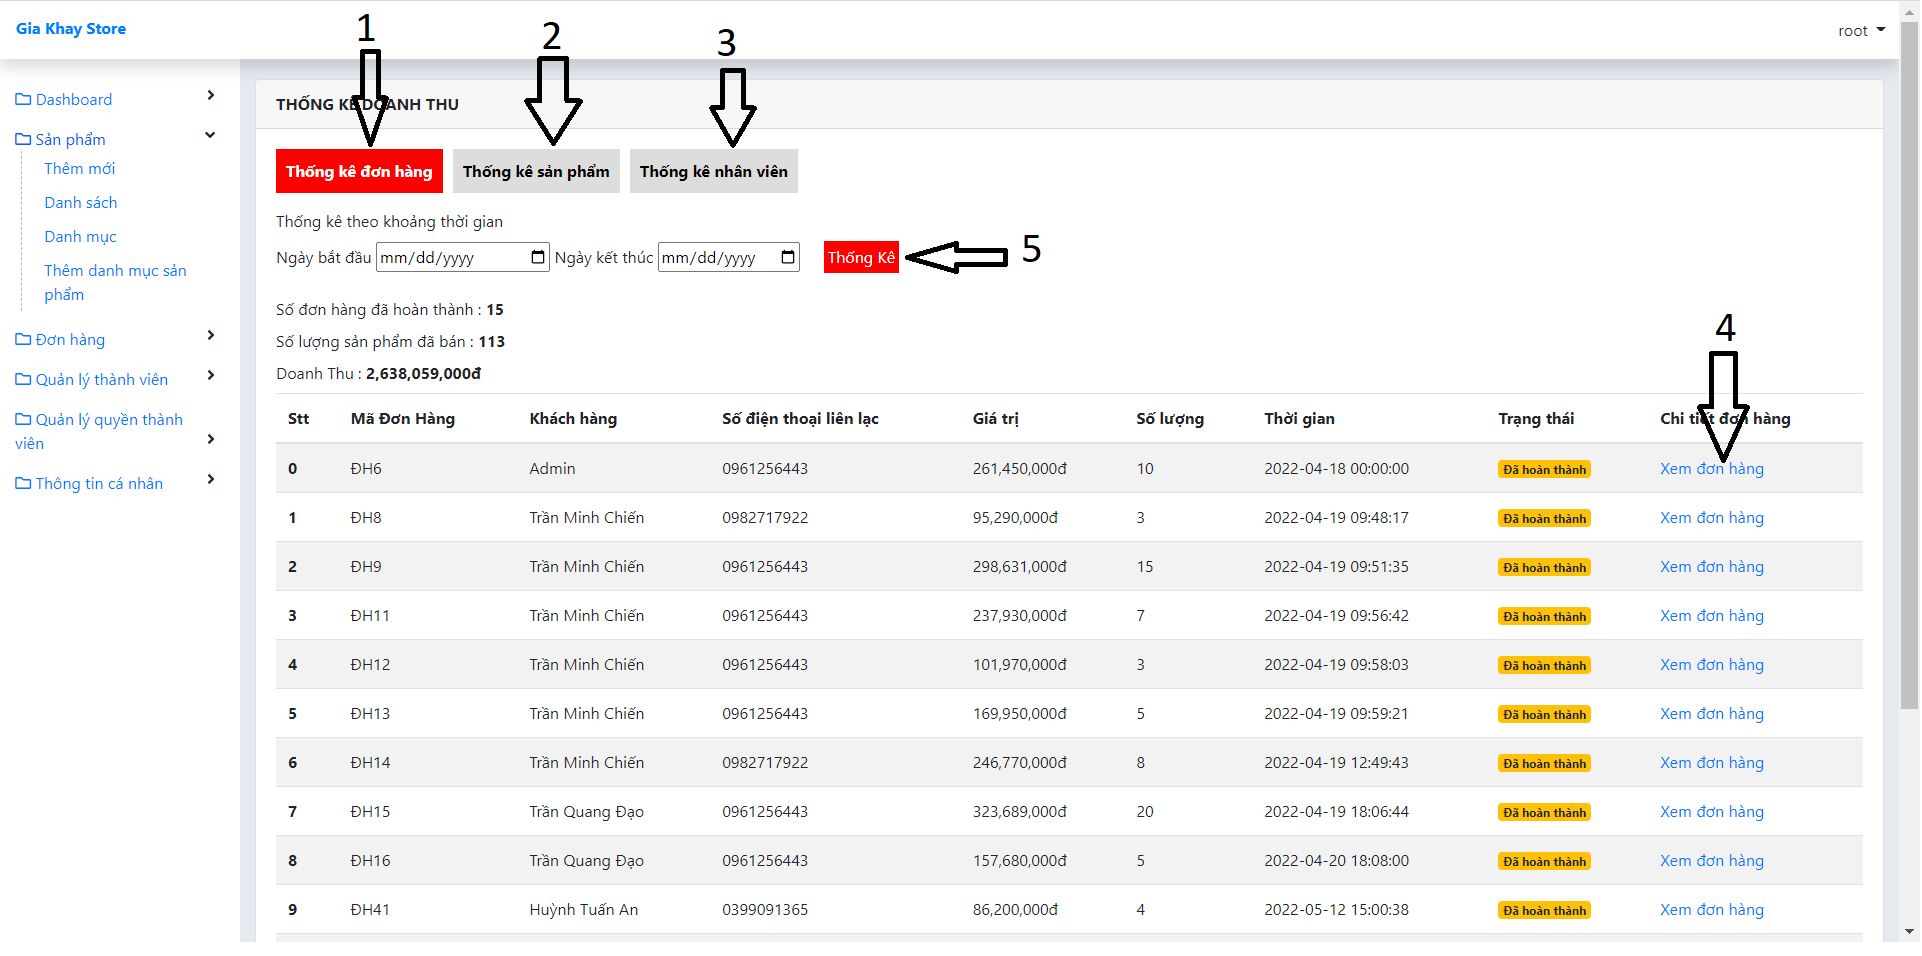 Gia Khay Store
root
1
2
3
Dashboard
Sản phẩm
Thêm mới
Danh sách
Danh mục
Thêm danh mục sản
phẩm
Đơn hàng
Quản lý thành viên
Quản lý quyền thành
viên
Thông tin cá nhân
THỐNG KÊ DOANH THU
Thống kê đơn hàng Thống kê sản phẩm Thống kê nhân viên
Thống kê theo khoảng thời gian
Ngày bắt đầu mm/dd/yyyy Ngày kết thúc mm/dd/yyyy Thống Kê 5
Số đơn hàng đã hoàn thành : 15
Số lượng sản phẩm đã bán : 113
Doanh Thu : 2,638,059,000đ
4
Stt Mã Đơn Hàng Khách hàng Số điện thoại liên lạc Giá trị Số lượng Thời gian Trạng thái Chi tiết đơn hàng
0 ĐH6 Admin 0961256443 261,450,000đ 10 2022-04-18 00:00:00 Đã hoàn thành Xem đơn hàng
1 ĐH8 Trần Minh Chiến 0982717922 95,290,000đ 3 2022-04-19 09:48:17 Đã hoàn thành Xem đơn hàng
2 ĐH9 Trần Minh Chiến 0961256443 298,631,000đ 15 2022-04-19 09:51:35 Đã hoàn thành Xem đơn hàng
3 ĐH11 Trần Minh Chiến 0961256443 237,930,000đ 7 2022-04-19 09:56:42 Đã hoàn thành Xem đơn hàng
4 ĐH12 Trần Minh Chiến 0961256443 101,970,000đ 3 2022-04-19 09:58:03 Đã hoàn thành Xem đơn hàng
5 ĐH13 Trần Minh Chiến 0961256443 169,950,000đ 5 2022-04-19 09:59:21 Đã hoàn thành Xem đơn hàng
6 ĐH14 Trần Minh Chiến 0982717922 246,770,000đ 8 2022-04-19 12:49:43 Đã hoàn thành Xem đơn hàng
7 ĐH15 Trần Quang Đạo 0961256443 323,689,000đ 20 2022-04-19 18:06:44 Đã hoàn thành Xem đơn hàng
8 ĐH16 Trần Quang Đạo 0961256443 157,680,000đ 5 2022-04-20 18:08:00 Đã hoàn thành Xem đơn hàng
9 ĐH41 Huỳnh Tuấn An 0399091365 86,200,000đ 4 2022-05-12 15:00:38 Đã hoàn thành Xem đơn hàng